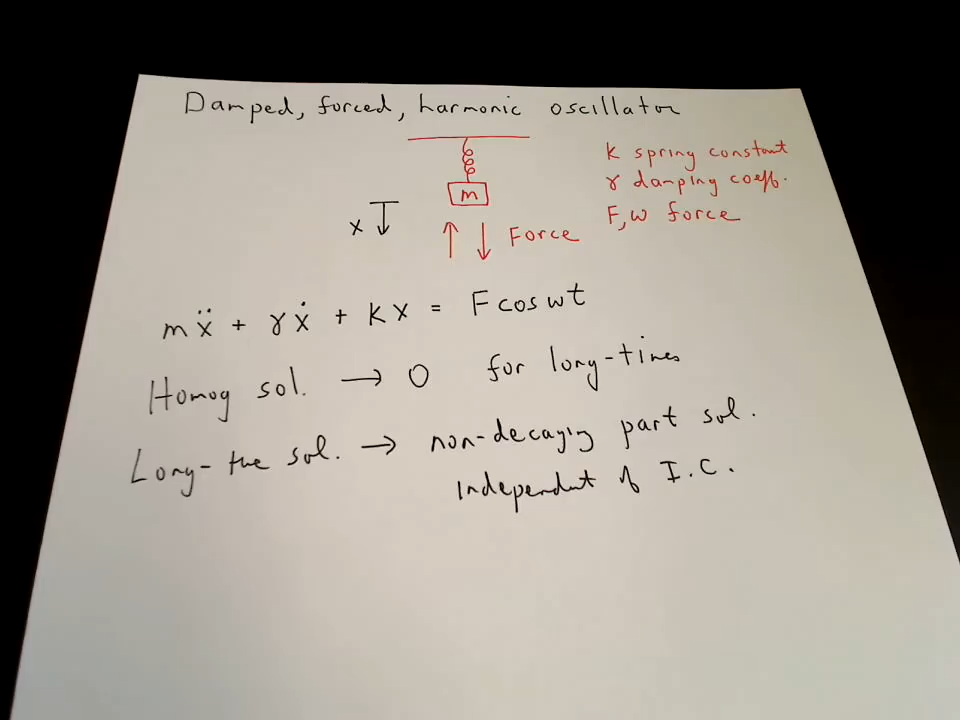 Damped, forced, harmonic oscillator
k spring constant
γ damping coeff.
F, ω force
m
x
Force
mẍ + γẋ + kx = F cos ωt
Homog sol. → 0 for long-times
Long-time sol. → non-decaying part sol.
independent of I.C.